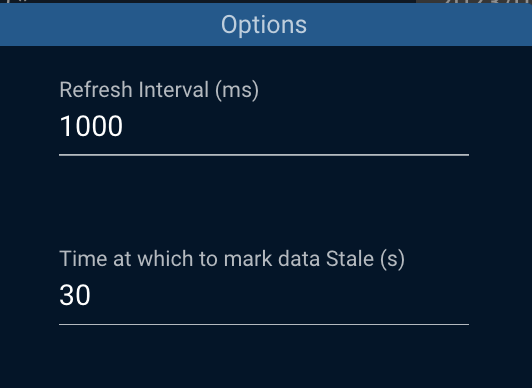 Options
Refresh Interval (ms)
1000
Time at which to mark data Stale (s)
30